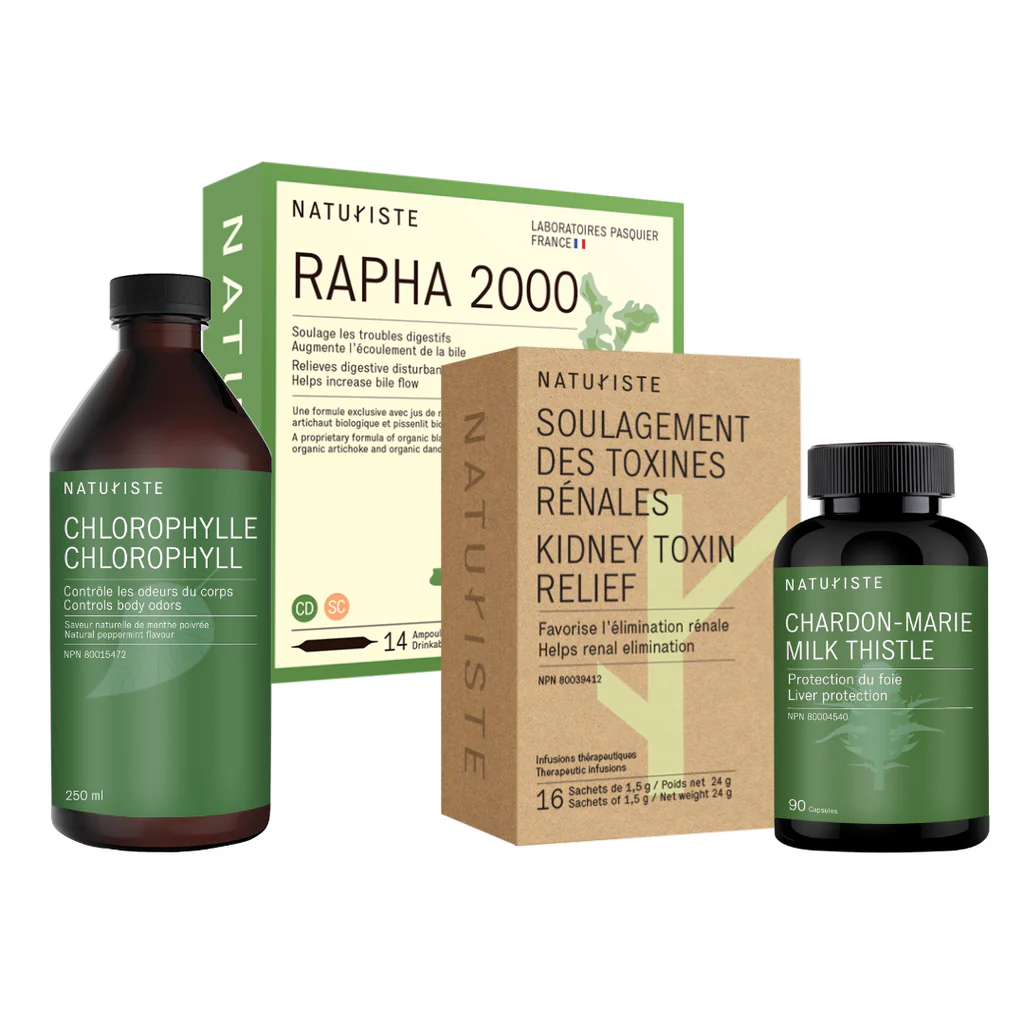 NATURISTE
CHLOROPHYLLE
CHLOROPHYLL
Contrôle les odeurs du corps
Controls body odors
Saveur naturelle de menthe poivrée
Natural peppermint flavour
NPN 80015472
250 ml
NATU
NATURISTE
LABORATOIRES PASQUIER
FRANCE
RAPHA 2000
Soulage les troubles digestifs
Augmente l'écoulement de la bile
Relieves digestive
Helps increase bile flow
Une formule exclusive avec jus de
artichaut biologique et pissenlit
A proprietary formula of organic
organic artichoke and organic
CD SC
14
NATURISTE
NATURISTE
SOULAGEMENT
DES TOXINES
RÉNALES
KIDNEY TOXIN
RELIEF
Favorise l'élimination rénale
Helps renal elimination
NPN 80039412
Infusions thérapeutiques
Therapeutic infusions
16 Sachets de 1,5 g / Poids net 24 g
Sachets of 1,5 g / Net weight 24 g
NATURISTE
CHARDON-MARIE
MILK THISTLE
Protection du foie
Liver protection
NPN 80004540
90 Capsules